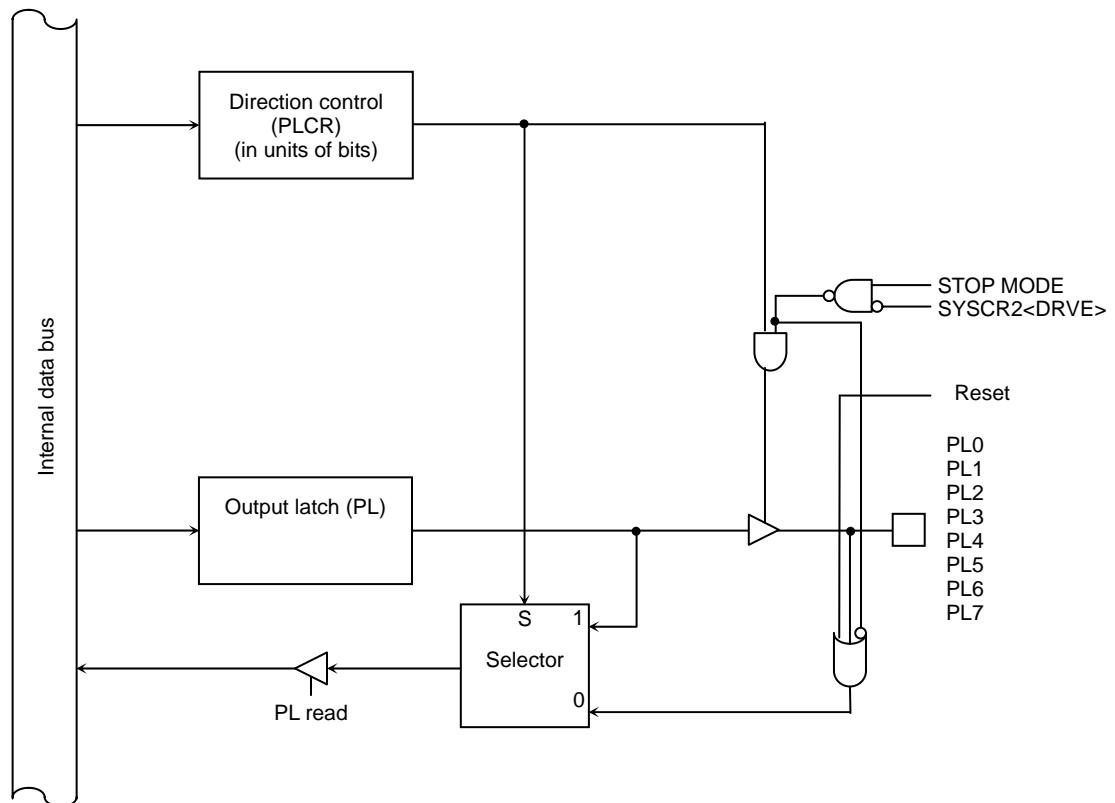 Direction control
(PLCR)
(in units of bits)
STOP MODE
SYSCR2<DRVE>
Internal data bus
Reset
PL0
PL1
PL2
PL3
PL4
PL5
PL6
PL7
Output latch (PL)
S
1
Selector
0
PL read